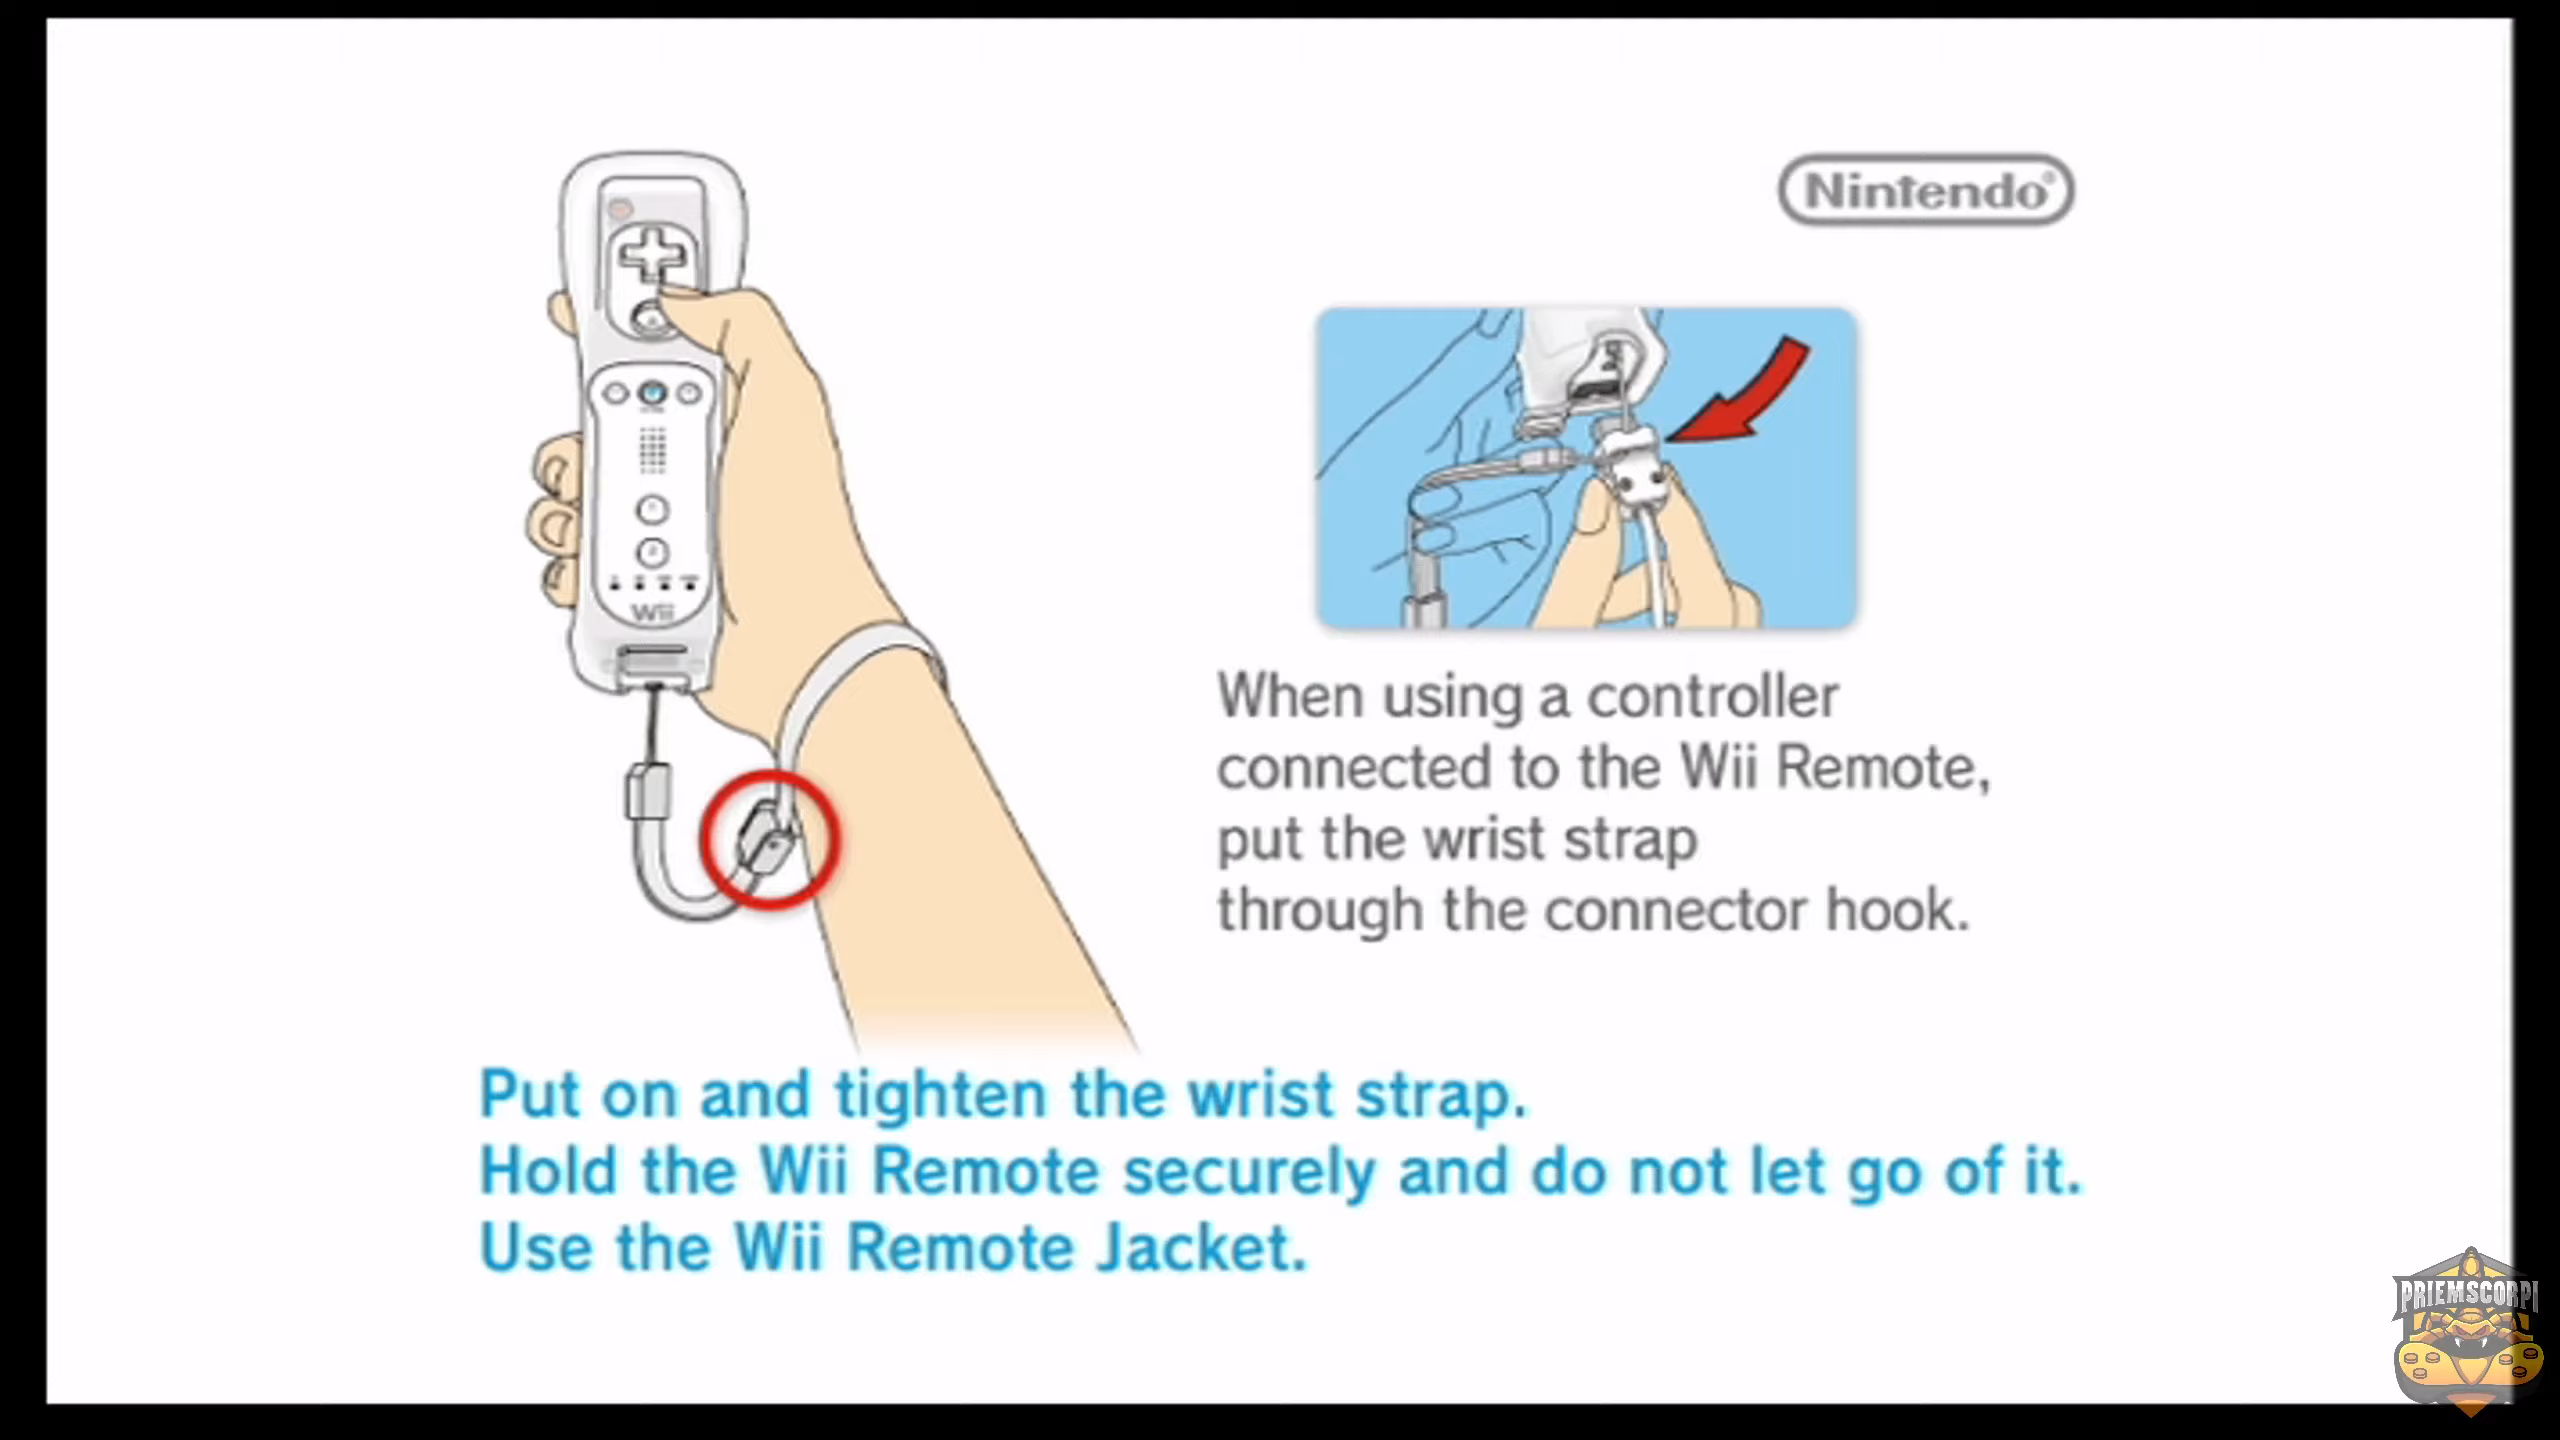 Nintendo®
When using a controller
connected to the Wii Remote,
put the wrist strap
through the connector hook.
Wii
Put on and tighten the wrist strap.
Hold the Wii Remote securely and do not let go of it.
Use the Wii Remote Jacket.
PRIEMSCORPI